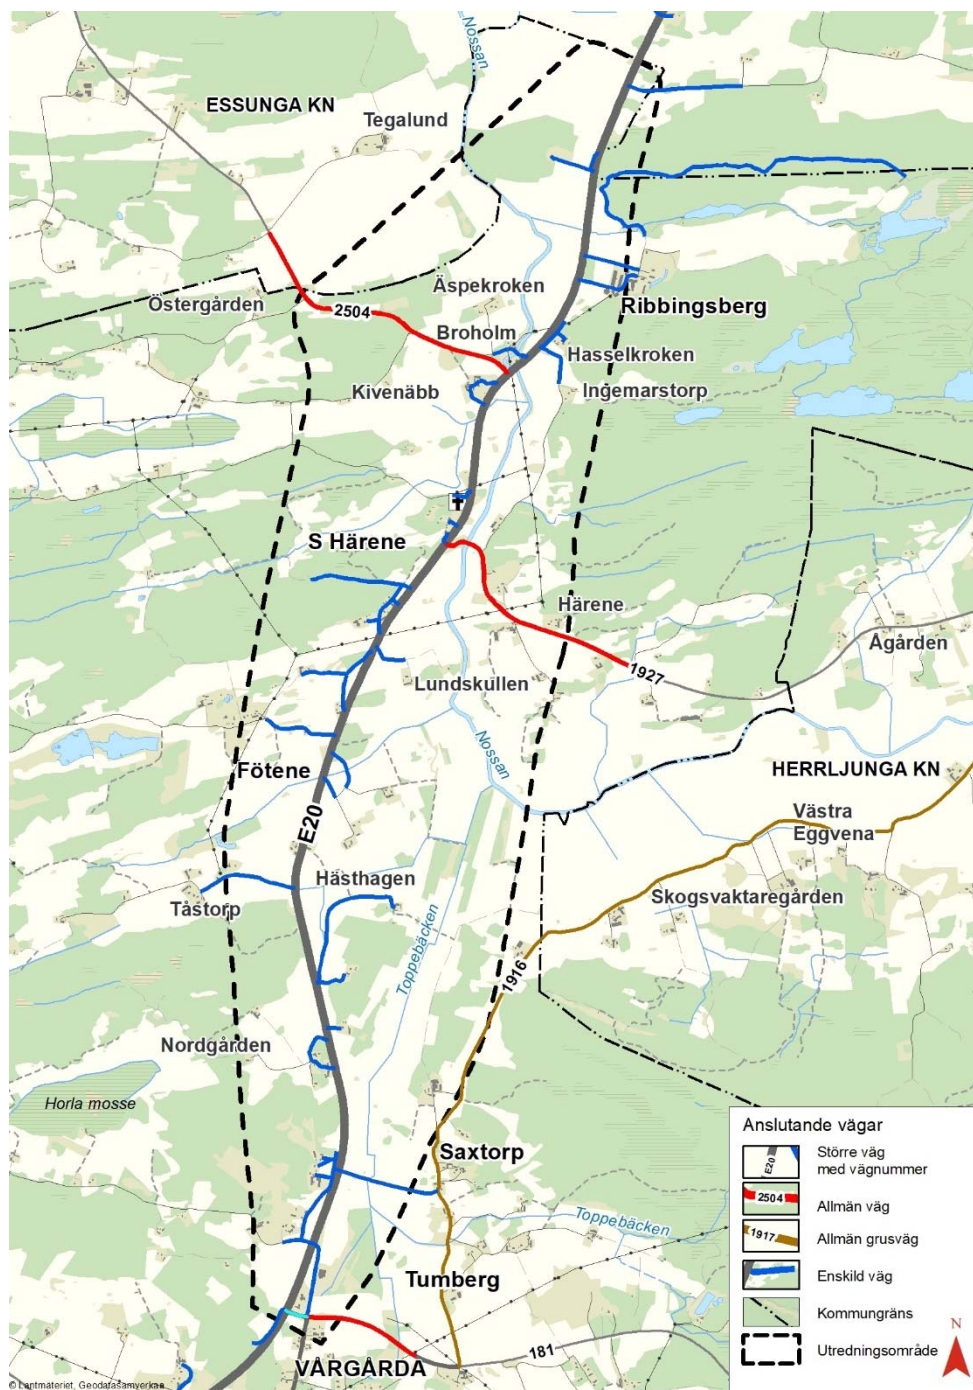 Nossan
ESSUNGA KN
Tegalund
Östergården
2504
Äspekroken
Ribbingsberg
Broholm
Hasselkroken
Kivenäbb
Ingemarstorp
S Härene
Härene
Ågården
1927
Lundskullen
Nossan
Fötene
HERRLJUNGA KN
E20
Västra
Eggvena
Hästhagen
Skogsvaktaregården
Tåstorp
Toppebäcken
1916
Nordgården
Horla mosse
Saxtorp
Toppebäcken
Tumberg
181
VÅRGÅRDA
Anslutande vägar
E20
Större väg
med vägnummer
2504
Allmän väg
1917
Allmän grusväg
Enskild väg
Kommungräns
Utredningsområde
N
© Lantmäteriet, Geodatasamverkan